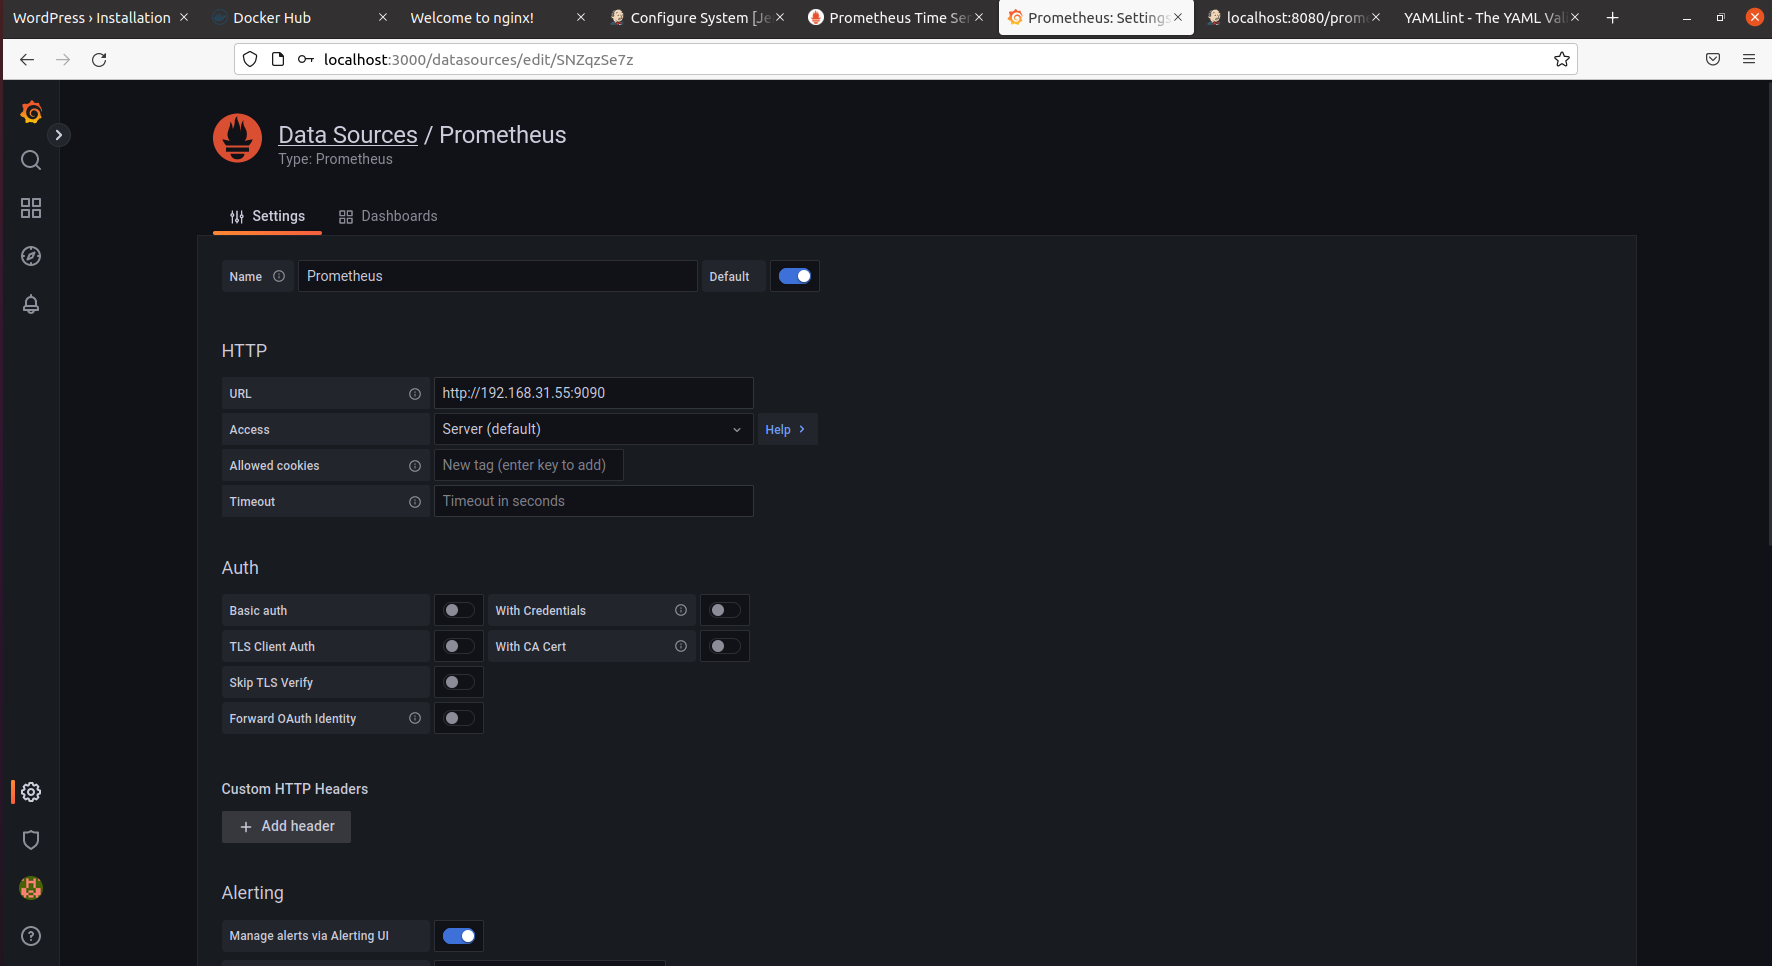 WordPress › Installation
Docker Hub
Welcome to nginx!
Configure System [Je
Prometheus Time Ser
Prometheus: Settings
localhost:8080/prom
YAMLlint - The YAML Val
localhost:3000/datasources/edit/SNZqzSe7z
Data Sources / Prometheus
Type: Prometheus
Settings
Dashboards
Name
Prometheus
Default
HTTP
URL
http://192.168.31.55:9090
Access
Server (default)
Help
Allowed cookies
New tag (enter key to add)
Timeout
Timeout in seconds
Auth
Basic auth
With Credentials
TLS Client Auth
With CA Cert
Skip TLS Verify
Forward OAuth Identity
Custom HTTP Headers
+ Add header
Alerting
Manage alerts via Alerting UI